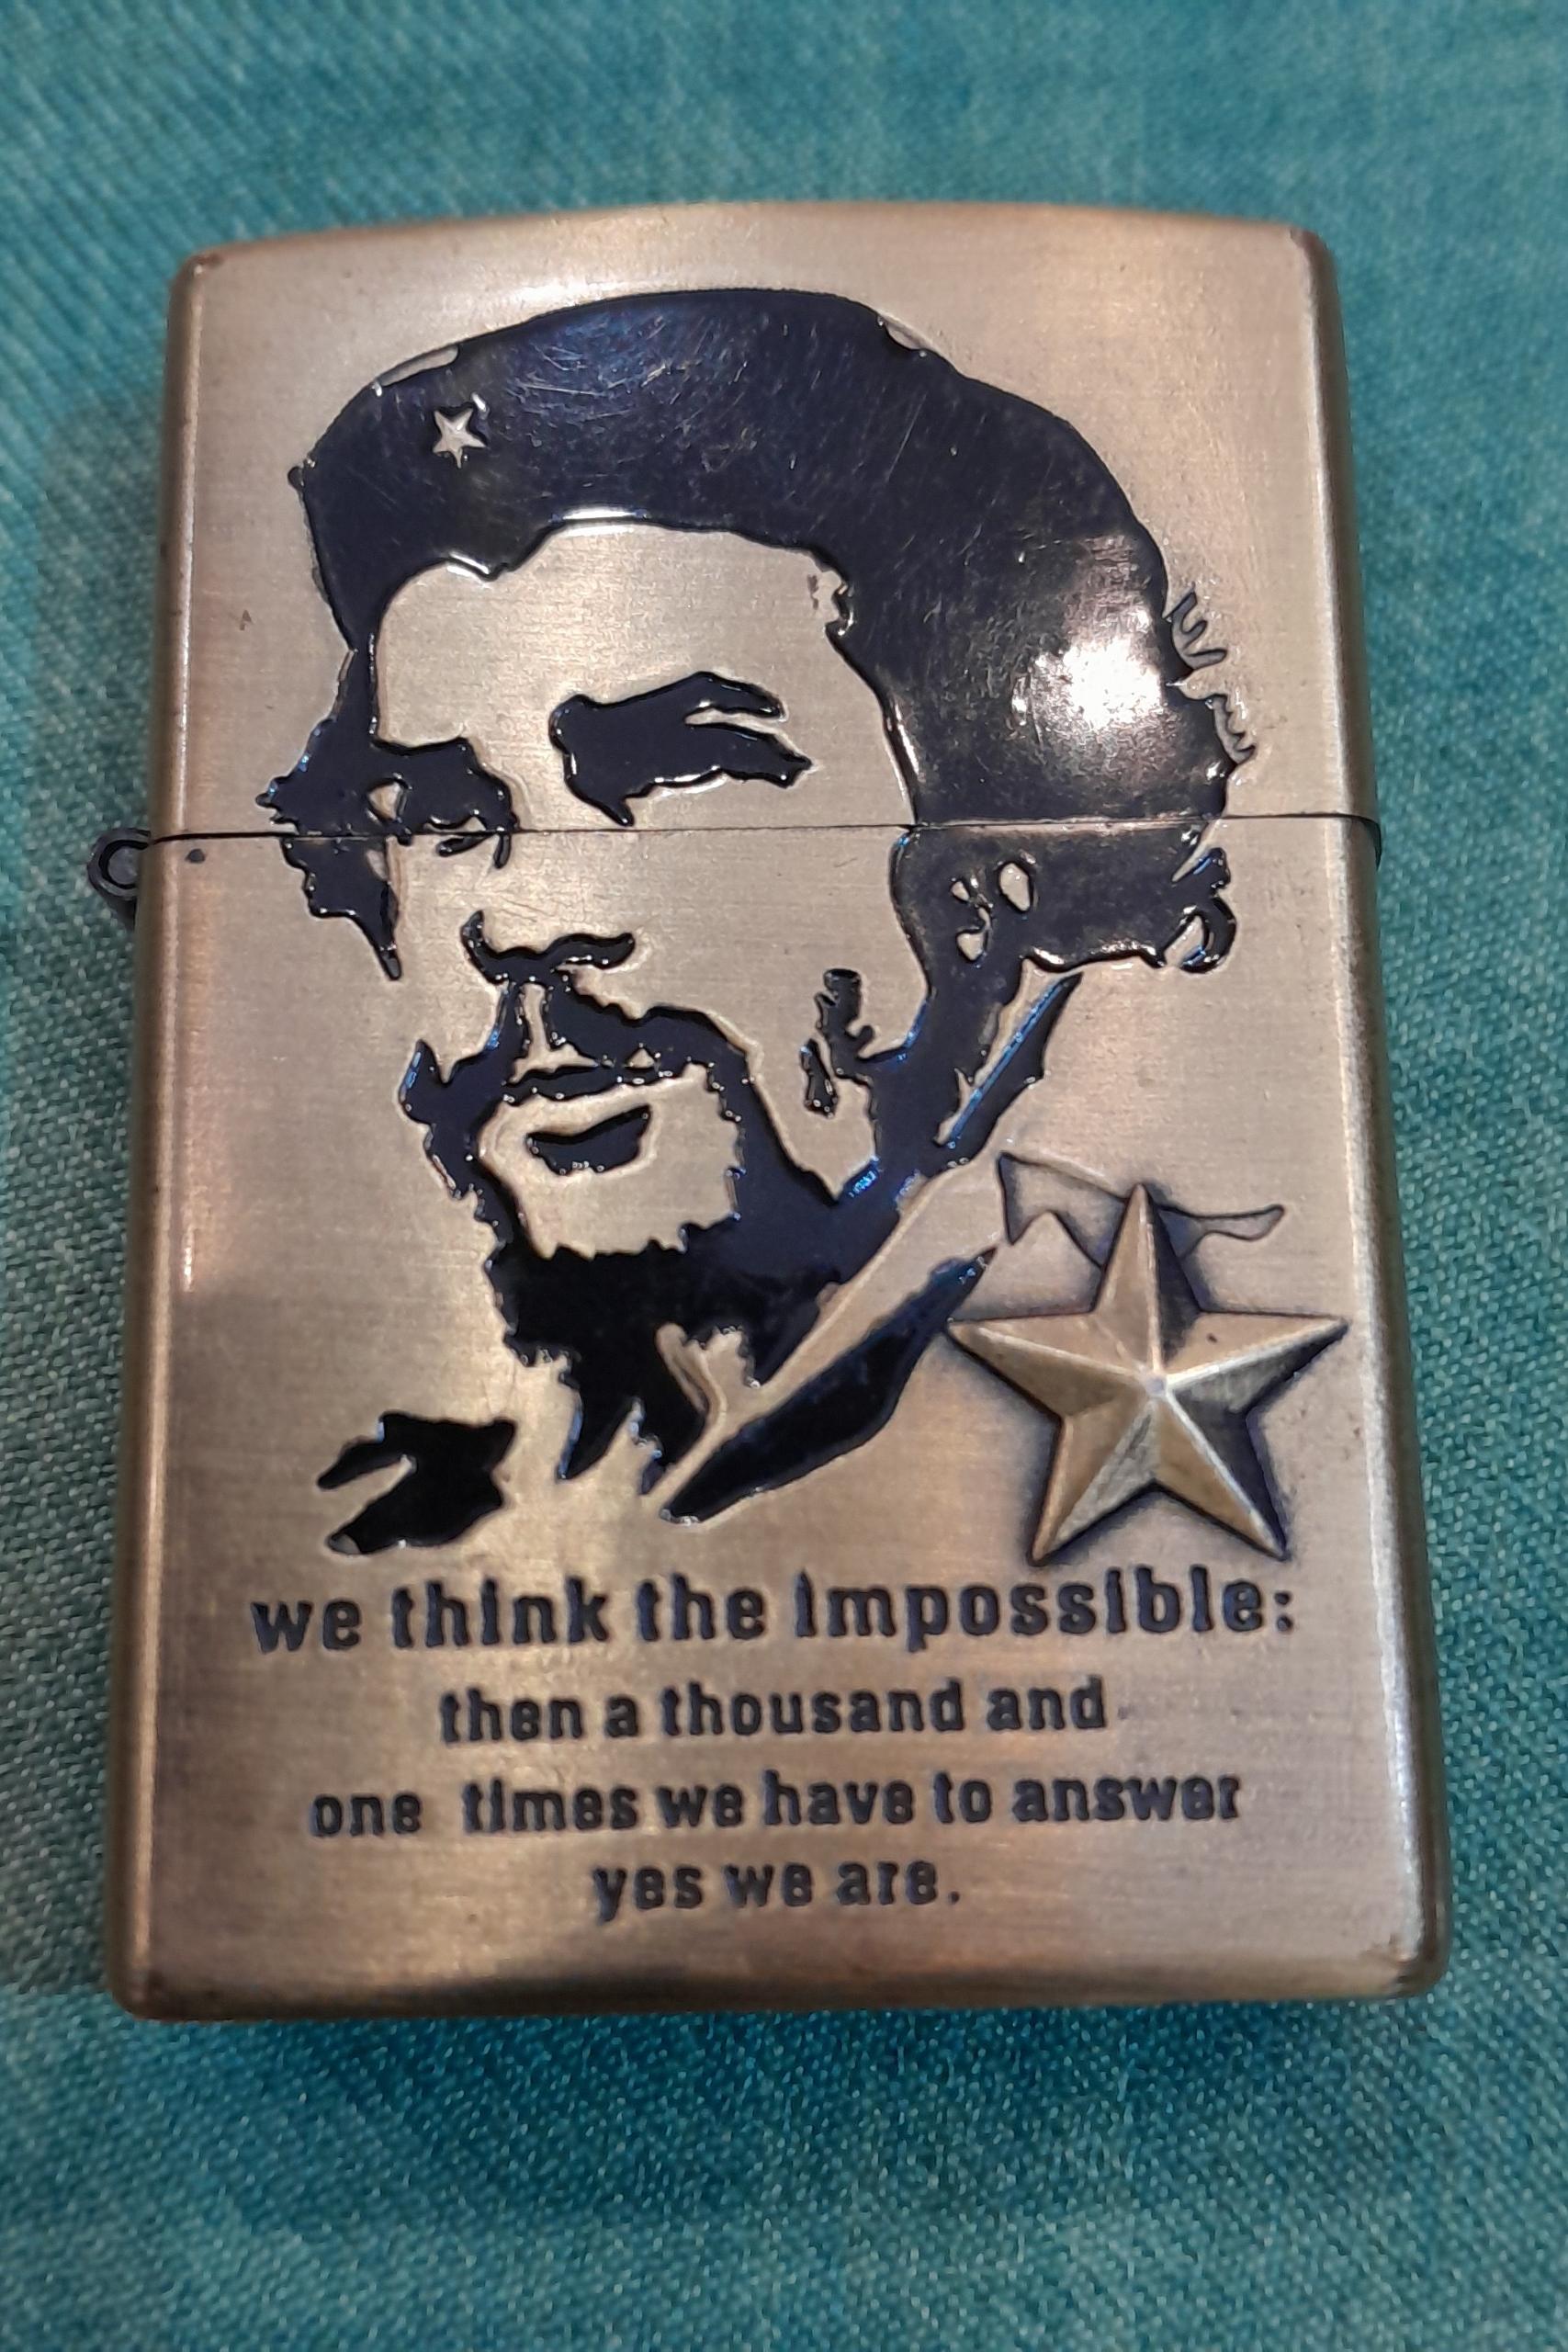 we think the impossible:
then a thousand and
one times we have to answer
yes we are.